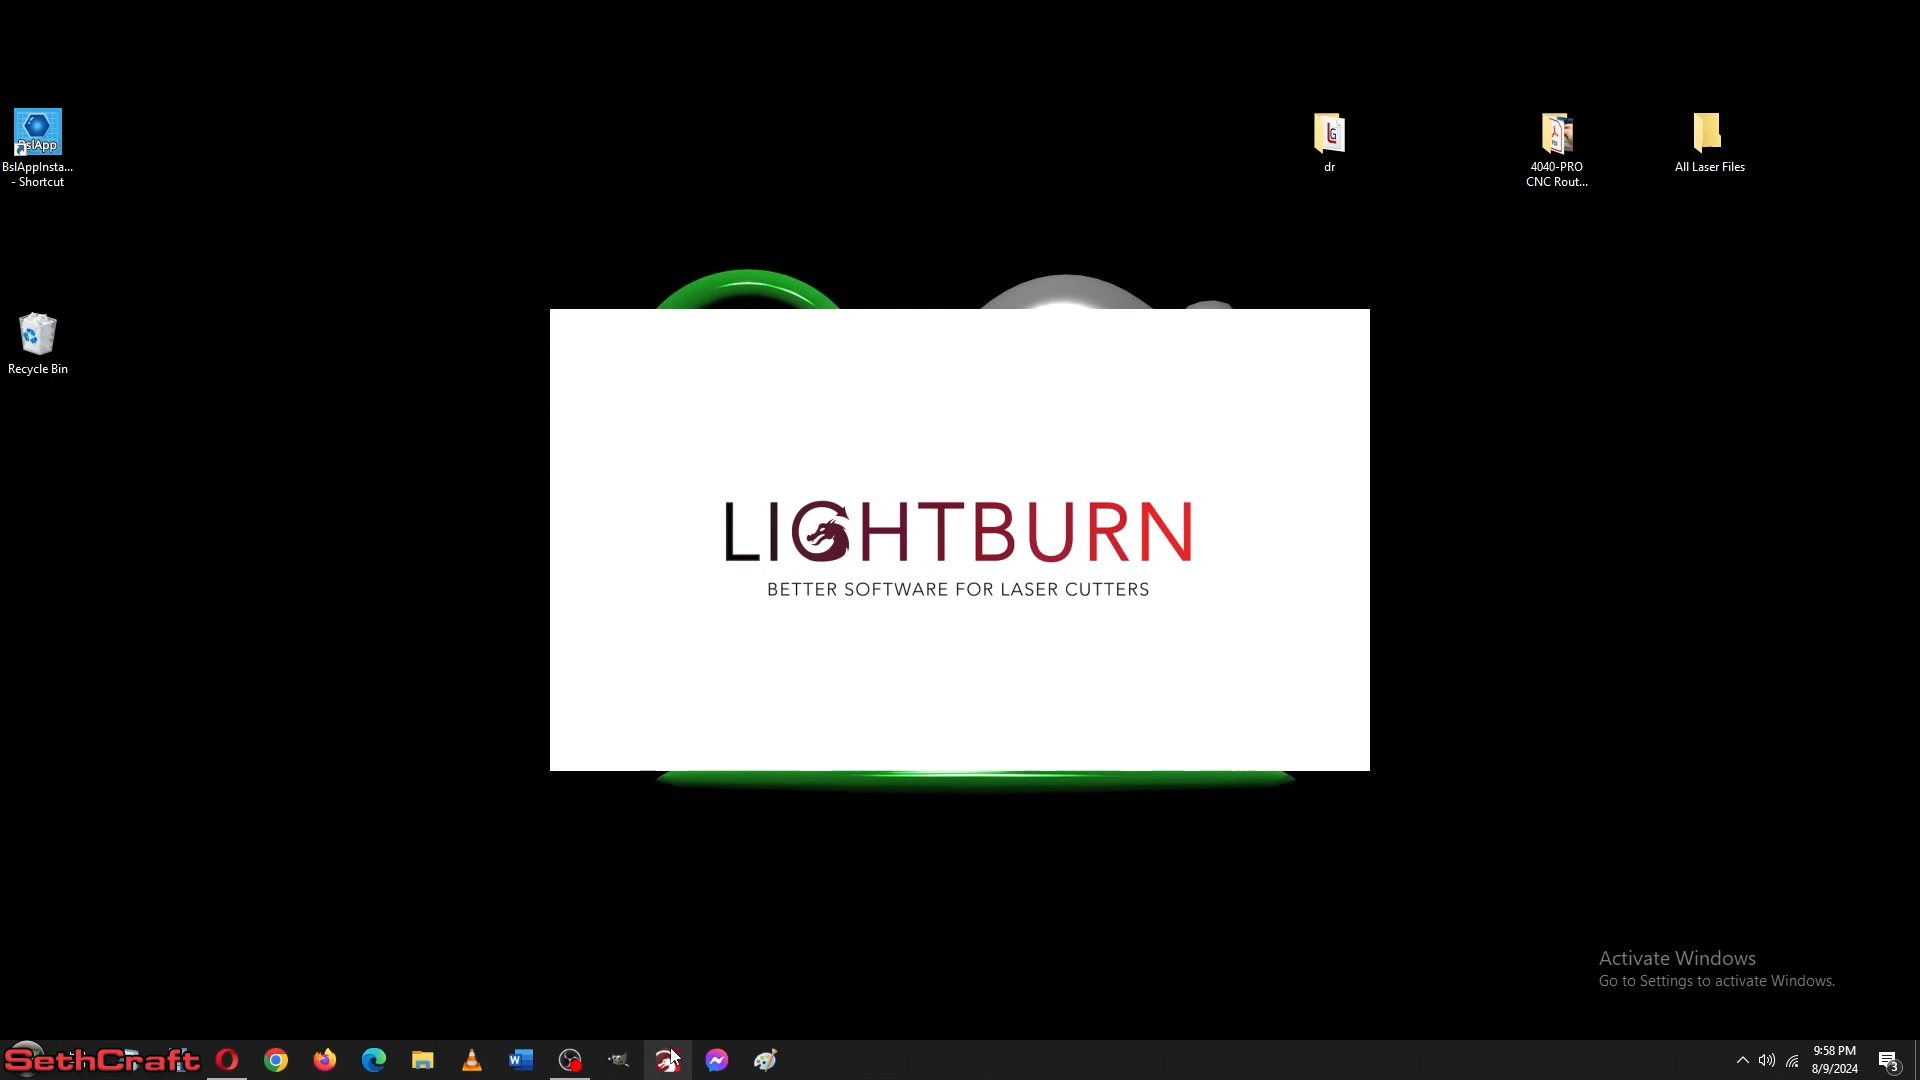 BslApp
BslAppInsta...
- Shortcut
dr
4040-PRO
CNC Rout...
All Laser Files
Recycle Bin
LIGHTBURN
BETTER SOFTWARE FOR LASER CUTTERS
Activate Windows
Go to Settings to activate Windows.
SethCraft
9:58 PM
8/9/2024
3